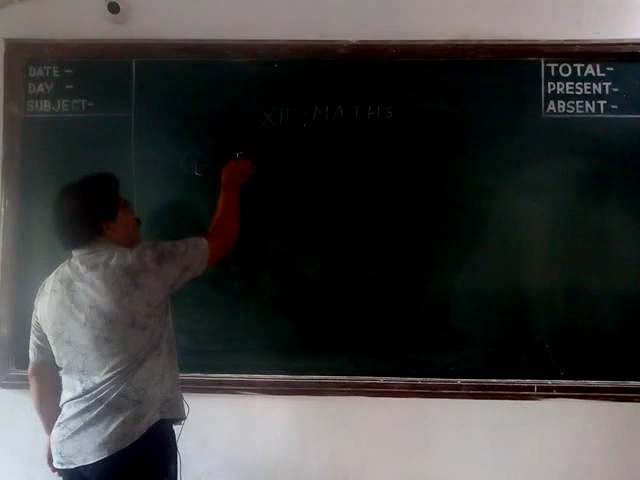 DATE -
DAY -
SUBJECT-
TOTAL-
PRESENT-
ABSENT -
XII : MATHS